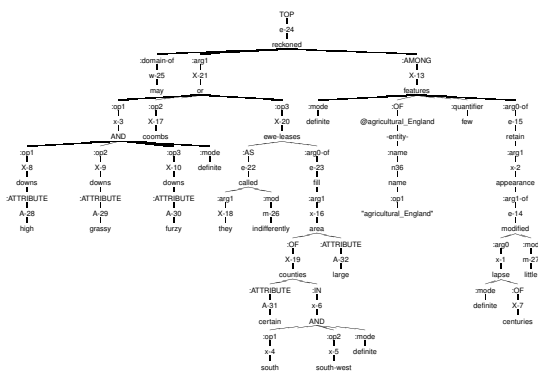 TOP
e-24
reckoned
:domain-of :arg1 :AMONG
w-25 X-21 X-13
may or features
:op1 :op2 :op3 :mode :OF :quantifier :arg0-of
x-3 X-17 X-20 definite @agricultural_England few e-15
AND coombs ewe-leases -entity- retain
:op1 :op2 :op3 :mode :AS :arg0-of :name :arg1
X-8 X-9 X-10 definite e-22 e-23 n36 x-2
downs downs downs called fill name appearance
:ATTRIBUTE :ATTRIBUTE :ATTRIBUTE :arg1 :mod :arg1 :op1 :arg1-of
A-28 A-29 A-30 X-18 m-26 x-16 "agricultural_England" e-14
high grassy furzy they indifferently area modified
:OF :ATTRIBUTE :arg0 :mod
X-19 A-32 x-1 m-27
counties large lapse little
:ATTRIBUTE :IN :mode :OF
A-31 x-6 definite X-7
certain AND centuries
:op1 :op2 :mode
x-4 x-5 definite
south south-west